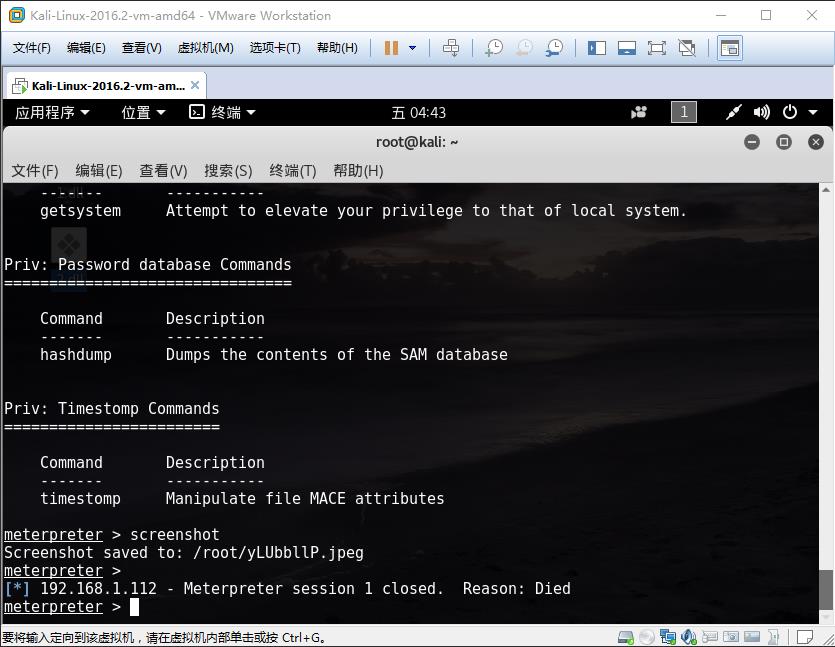 Kali-Linux-2016.2-vm-amd64 - VMware Workstation
文件(F) 编辑(E) 查看(V) 虚拟机(M) 选项卡(T) 帮助(H)
Kali-Linux-2016.2-vm-am...
应用程序 位置 终端 五 04:43 1
root@kali: ~
文件(F) 编辑(E) 查看(V) 搜索(S) 终端(T) 帮助(H)
------- -----------
getsystem Attempt to elevate your privilege to that of local system.
Priv: Password database Commands
================================
Command Description
------- -----------
hashdump Dumps the contents of the SAM database
Priv: Timestomp Commands
========================
Command Description
------- -----------
timestomp Manipulate file MACE attributes
meterpreter > screenshot
Screenshot saved to: /root/yLUbbllP.jpeg
meterpreter >
[*] 192.168.1.112 - Meterpreter session 1 closed. Reason: Died
meterpreter >
要将输入定向到该虚拟机，请在虚拟机内部单击或按 Ctrl+G。